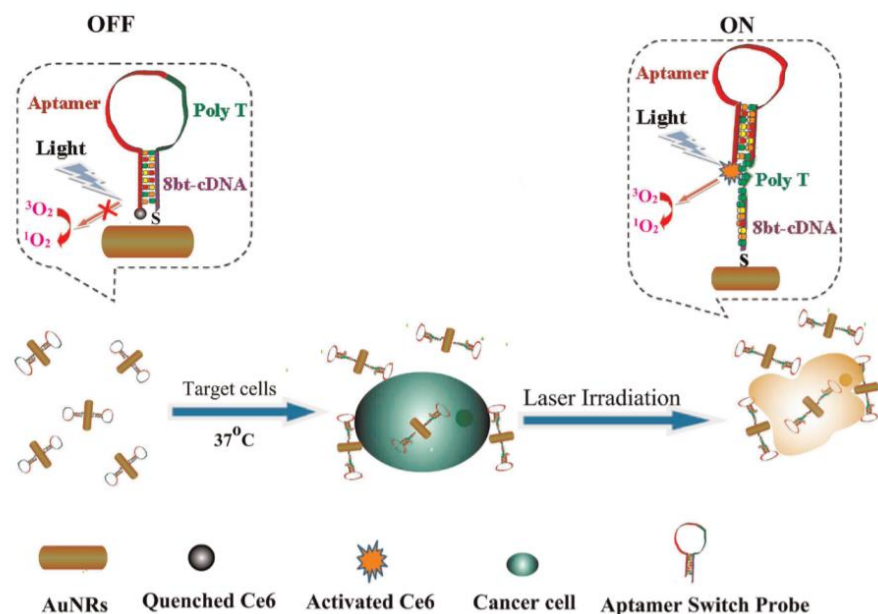 OFF
Aptamer
Poly T
Light
8bt-cDNA
³O₂
¹O₂
S
ON
Aptamer
Light
Poly T
³O₂
¹O₂
8bt-cDNA
S
Target cells
37°C
Laser Irradiation
AuNRs
Quenched Ce6
Activated Ce6
Cancer cell
Aptamer Switch Probe